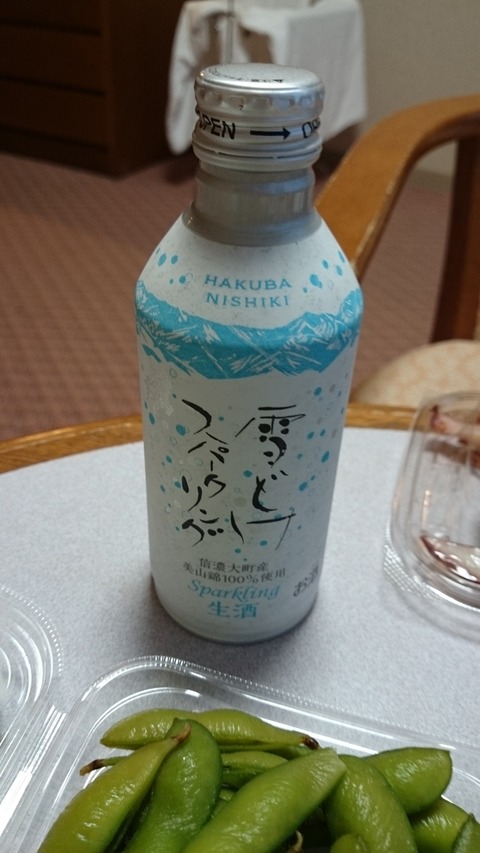 OPEN → OP
HAKUBA
NISHIKI
雪どけ
スパークリング
信濃大町産
美山錦100%使用
Sparkling
生酒
お酒